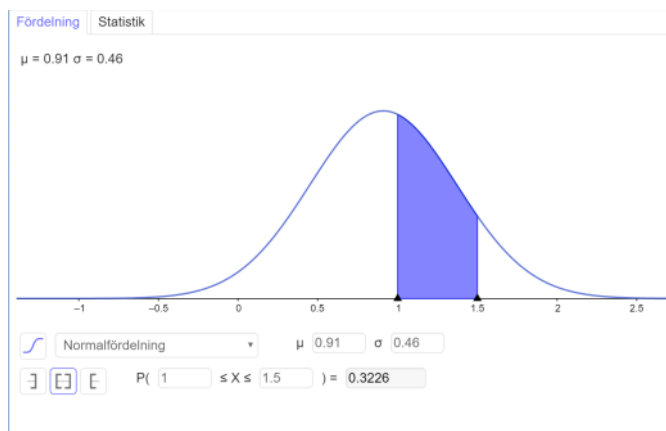 Fördelning Statistik
μ = 0.91 σ = 0.46
−1 −0.5 0 0.5 1 1.5 2 2.5
Normalfördelning μ 0.91 σ 0.46
P( 1 ≤ X ≤ 1.5 ) = 0.3226